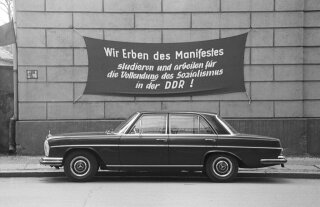 Wir Erben des Manifestes
studieren und arbeiten für
die Vollendung des Sozialismus
in der DDR !